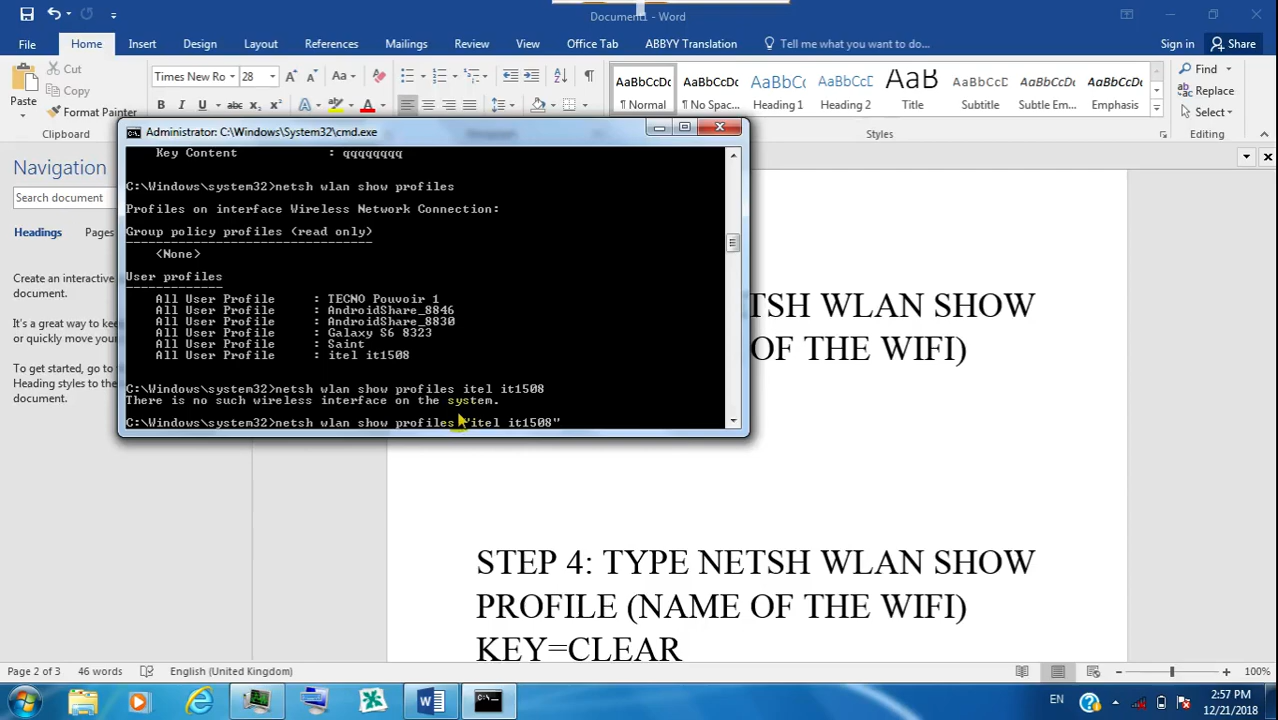 Document1 - Word
File Home Insert Design Layout References Mailings Review View Office Tab ABBYY Translation Tell me what you want to do... Sign in Share
Paste
Cut
Copy
Format Painter
Clipboard
Times New Ro 28 Aa
B I U abc X₂ X² A A
AaBbCcDc AaBbCcDc AaBbCc AaBbCcD AaB AaBbCcD AaBbCcDt AaBbCcDt
¶ Normal ¶ No Spac... Heading 1 Heading 2 Title Subtitle Subtle Em... Emphasis
Styles
Find
Replace
Select
Editing
Navigation
Search document
Headings Pages
Create an interactive
document.
It's a great way to kee
or quickly move your
To get started, go to
Heading styles to the
document.
Administrator: C:\Windows\System32\cmd.exe
Key Content : qqqqqqqq
C:\Windows\system32>netsh wlan show profiles
Profiles on interface Wireless Network Connection:
Group policy profiles (read only)
---------------------------------
<None>
User profiles
-------------
All User Profile : TECNO Pouvoir 1
All User Profile : AndroidShare_8846
All User Profile : AndroidShare_8830
All User Profile : Galaxy S6 8323
All User Profile : Saint
All User Profile : itel it1508
C:\Windows\system32>netsh wlan show profiles itel it1508
There is no such wireless interface on the system.
C:\Windows\system32>netsh wlan show profiles "itel it1508"
TSH WLAN SHOW
OF THE WIFI)
STEP 4: TYPE NETSH WLAN SHOW
PROFILE (NAME OF THE WIFI)
KEY=CLEAR
Page 2 of 3 46 words English (United Kingdom) 100%
EN 2:57 PM
12/21/2018